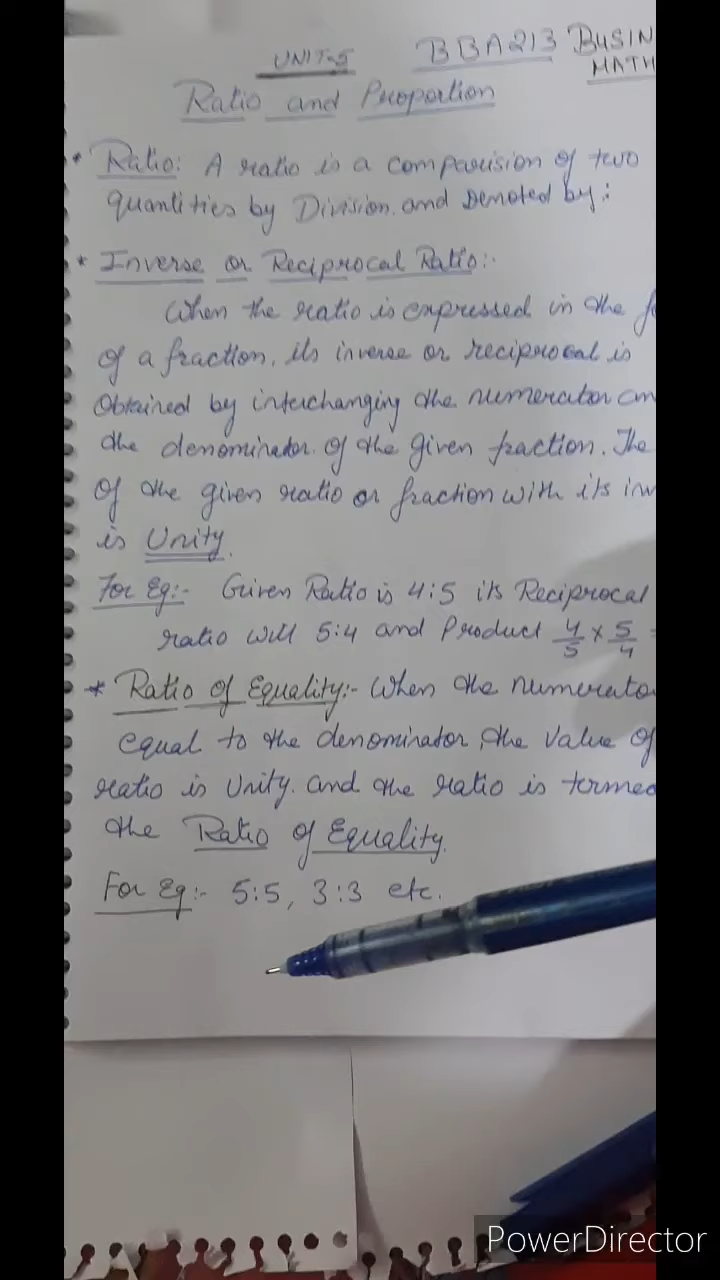 UNIT-5 BBA213 BUSIN
MATH
Ratio and Proportion
* Ratio: A ratio is a comparision of two
quantities by Division. and Denoted by:
* Inverse or Reciprocal Ratio:-
When the ratio is expressed in the fo
of a fraction, its inverse or reciprocal is
Obtained by interchanging the numerator an
the denominator. of the given fraction. The
of the given ratio or fraction with its inv
is Unity.
For Eg:- Given Ratio is 4:5 its Reciprocal
ratio will 5:4 and Product 4/5 × 5/4 =
* Ratio of Equality:- When the numerato
equal to the denominator, the value of
ratio is Unity. and the ratio is termed
the Ratio of Equality.
For Eg:- 5:5, 3:3 etc.
PowerDirector